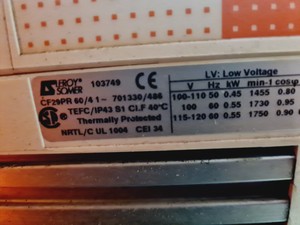 LEROY SOMER 103749 CE
CF29PR 60/4 1~ 701330/486
TEFC/IP43 S1 CLF 40°C
Thermally Protected
NRTL/C UL 1004 CEI 34
LV: Low Voltage
V Hz kW min-1 cosφ
100-110 50 0.45 1455 0.80
100 60 0.55 1730 0.95
115-120 60 0.55 1750 0.90